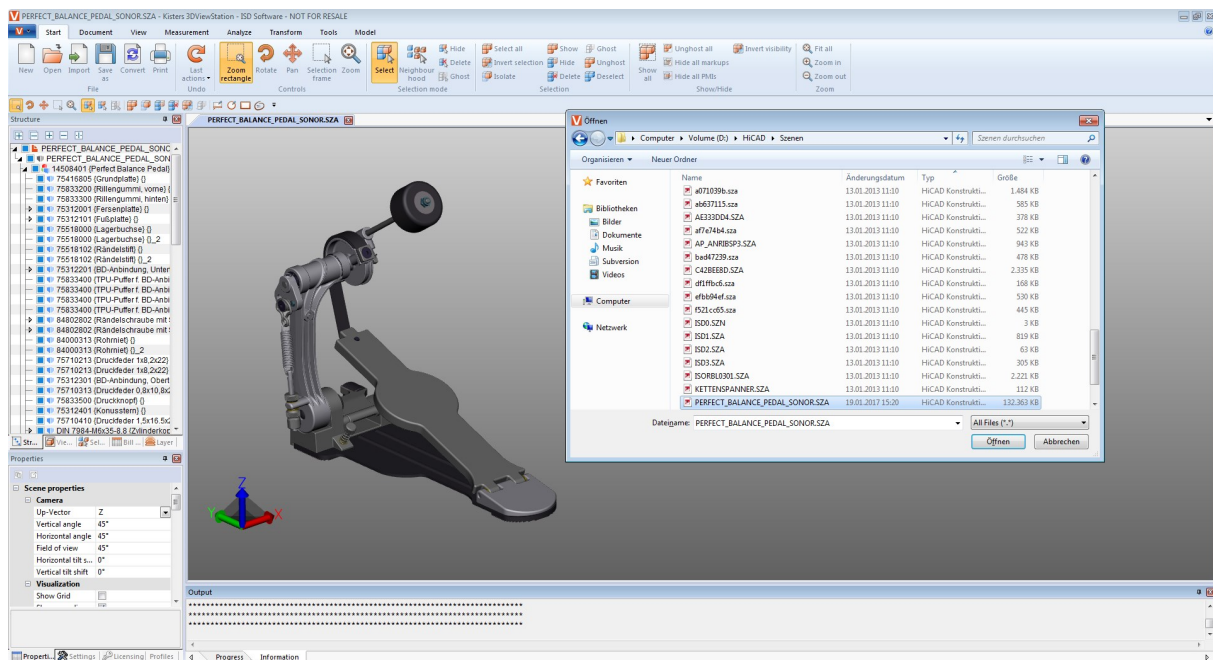 PERFECT_BALANCE_PEDAL_SONOR.SZA - Kisters 3DViewStation - ISD Software - NOT FOR RESALE
Start Document View Measurement Analyze Transform Tools Model
New Open Import Save as Convert Print
File
Last actions
Undo
Zoom rectangle Rotate Pan Selection frame Zoom
Controls
Select Neighbour hood Hide Delete Ghost
Selection mode
Select all Show Ghost
Invert selection Hide Unghost
Isolate Delete Deselect
Selection
Show all Unghost all Invert visibility
Hide all markups
Hide all PMIs
Show/Hide
Fit all
Zoom in
Zoom out
Zoom
Structure
PERFECT_BALANCE_PEDAL_SONOR.SZA
PERFECT_BALANCE_PEDAL_SONC
PERFECT_BALANCE_PEDAL_SON
14508401 (Perfect Balance Pedal)
75416805 (Grundplatte) ()
75833200 (Rillengummi, vorne) (
75833300 (Rillengummi, hinten)
75312001 (Fersenplatte) ()
75312101 (Fußplatte) ()
75518000 (Lagerbuchse) ()
75518000 (Lagerbuchse) ()_2
75518102 (Rändelstift) ()
75518102 (Rändelstift) ()_2
75312201 (BD-Anbindung, Unter
75833400 (TPU-Puffer f. BD-Anbi
75833400 (TPU-Puffer f. BD-Anbi
75833400 (TPU-Puffer f. BD-Anbi
75833400 (TPU-Puffer f. BD-Anbi
84802802 (Rändelschraube mit
84802802 (Rändelschraube mit
84000313 (Rohrniet) ()
84000313 (Rohrniet) ()_2
75710213 (Druckfeder 1x8,2x22)
75710213 (Druckfeder 1x8,2x22)
75312301 (BD-Anbindung, Obert
75710313 (Druckfeder 0,8x10,8x2
75833500 (Druckknopf) ()
75312401 (Konusstern) ()
75710410 (Druckfeder 1,5x16,5x2
DIN 7984-M6x35-8.8 (Zylinderkop
Str... Vie... Sel... Bill ... Layer
Properties
Scene properties
Camera
Up-Vector Z
Vertical angle 45°
Horizontal angle 45°
Field of view 45°
Horizontal tilt s... 0°
Vertical tilt shift 0°
Visualization
Show Grid
Properti... Settings Licensing Profiles
Z
Y X
Öffnen
Computer Volume (D:) HiCAD Szenen
Szenen durchsuchen
Organisieren Neuer Ordner
Favoriten
Bibliotheken
Bilder
Dokumente
Musik
Subversion
Videos
Computer
Netzwerk
Name Änderungsdatum Typ Größe
a071039b.sza 13.01.2013 11:10 HiCAD Konstrukti... 1.484 KB
ab637115.sza 13.01.2013 11:10 HiCAD Konstrukti... 585 KB
AE333DD4.SZA 13.01.2013 11:10 HiCAD Konstrukti... 378 KB
af7e74b4.sza 13.01.2013 11:10 HiCAD Konstrukti... 522 KB
AP_ANRIBSP3.SZA 13.01.2013 11:10 HiCAD Konstrukti... 943 KB
bad47239.sza 13.01.2013 11:10 HiCAD Konstrukti... 478 KB
C42BEE8D.SZA 13.01.2013 11:10 HiCAD Konstrukti... 2.335 KB
df1ffbc6.sza 13.01.2013 11:10 HiCAD Konstrukti... 168 KB
efbb94ef.sza 13.01.2013 11:10 HiCAD Konstrukti... 530 KB
f521cc65.sza 13.01.2013 11:10 HiCAD Konstrukti... 445 KB
ISD0.SZN 13.01.2013 11:10 HiCAD Konstrukti... 3 KB
ISD1.SZA 13.01.2013 11:10 HiCAD Konstrukti... 819 KB
ISD2.SZA 13.01.2013 11:10 HiCAD Konstrukti... 63 KB
ISD3.SZA 13.01.2013 11:10 HiCAD Konstrukti... 305 KB
ISORBL0301.SZA 13.01.2013 11:10 HiCAD Konstrukti... 2.221 KB
KETTENSPANNER.SZA 13.01.2013 11:10 HiCAD Konstrukti... 112 KB
PERFECT_BALANCE_PEDAL_SONOR.SZA 19.01.2017 15:20 HiCAD Konstrukti... 132.363 KB
Dateiname: PERFECT_BALANCE_PEDAL_SONOR.SZA All Files (*.*)
Öffnen Abbrechen
Output
Progress Information